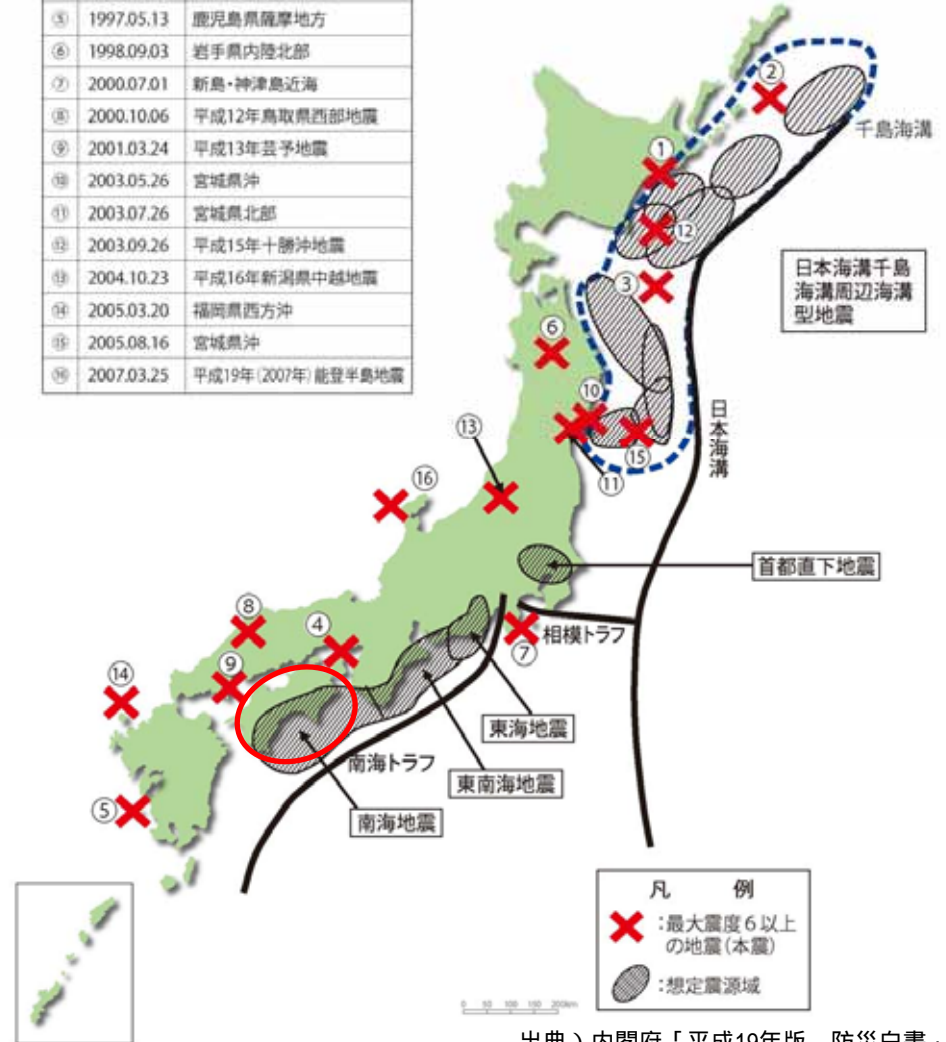 ⑤ 1997.05.13 鹿児島県薩摩地方
⑥ 1998.09.03 岩手県内陸北部
⑦ 2000.07.01 新島・神津島近海
⑧ 2000.10.06 平成12年鳥取県西部地震
⑨ 2001.03.24 平成13年芸予地震
⑩ 2003.05.26 宮城県沖
⑪ 2003.07.26 宮城県北部
⑫ 2003.09.26 平成15年十勝沖地震
⑬ 2004.10.23 平成16年新潟県中越地震
⑭ 2005.03.20 福岡県西方沖
⑮ 2005.08.16 宮城県沖
⑯ 2007.03.25 平成19年(2007年)能登半島地震
②
千島海溝
①
⑫
日本海溝千島
海溝周辺海溝
型地震
③
⑥
⑩
日本海溝
⑬
⑮
⑪
⑯
首都直下地震
⑧
④
相模トラフ
⑦
⑨
⑭
東海地震
南海トラフ
東南海地震
⑤
南海地震
凡 例
:最大震度6以上
の地震(本震)
:想定震源域
0 50 100 150 200km
出典)内閣府「平成19年版 防災白書